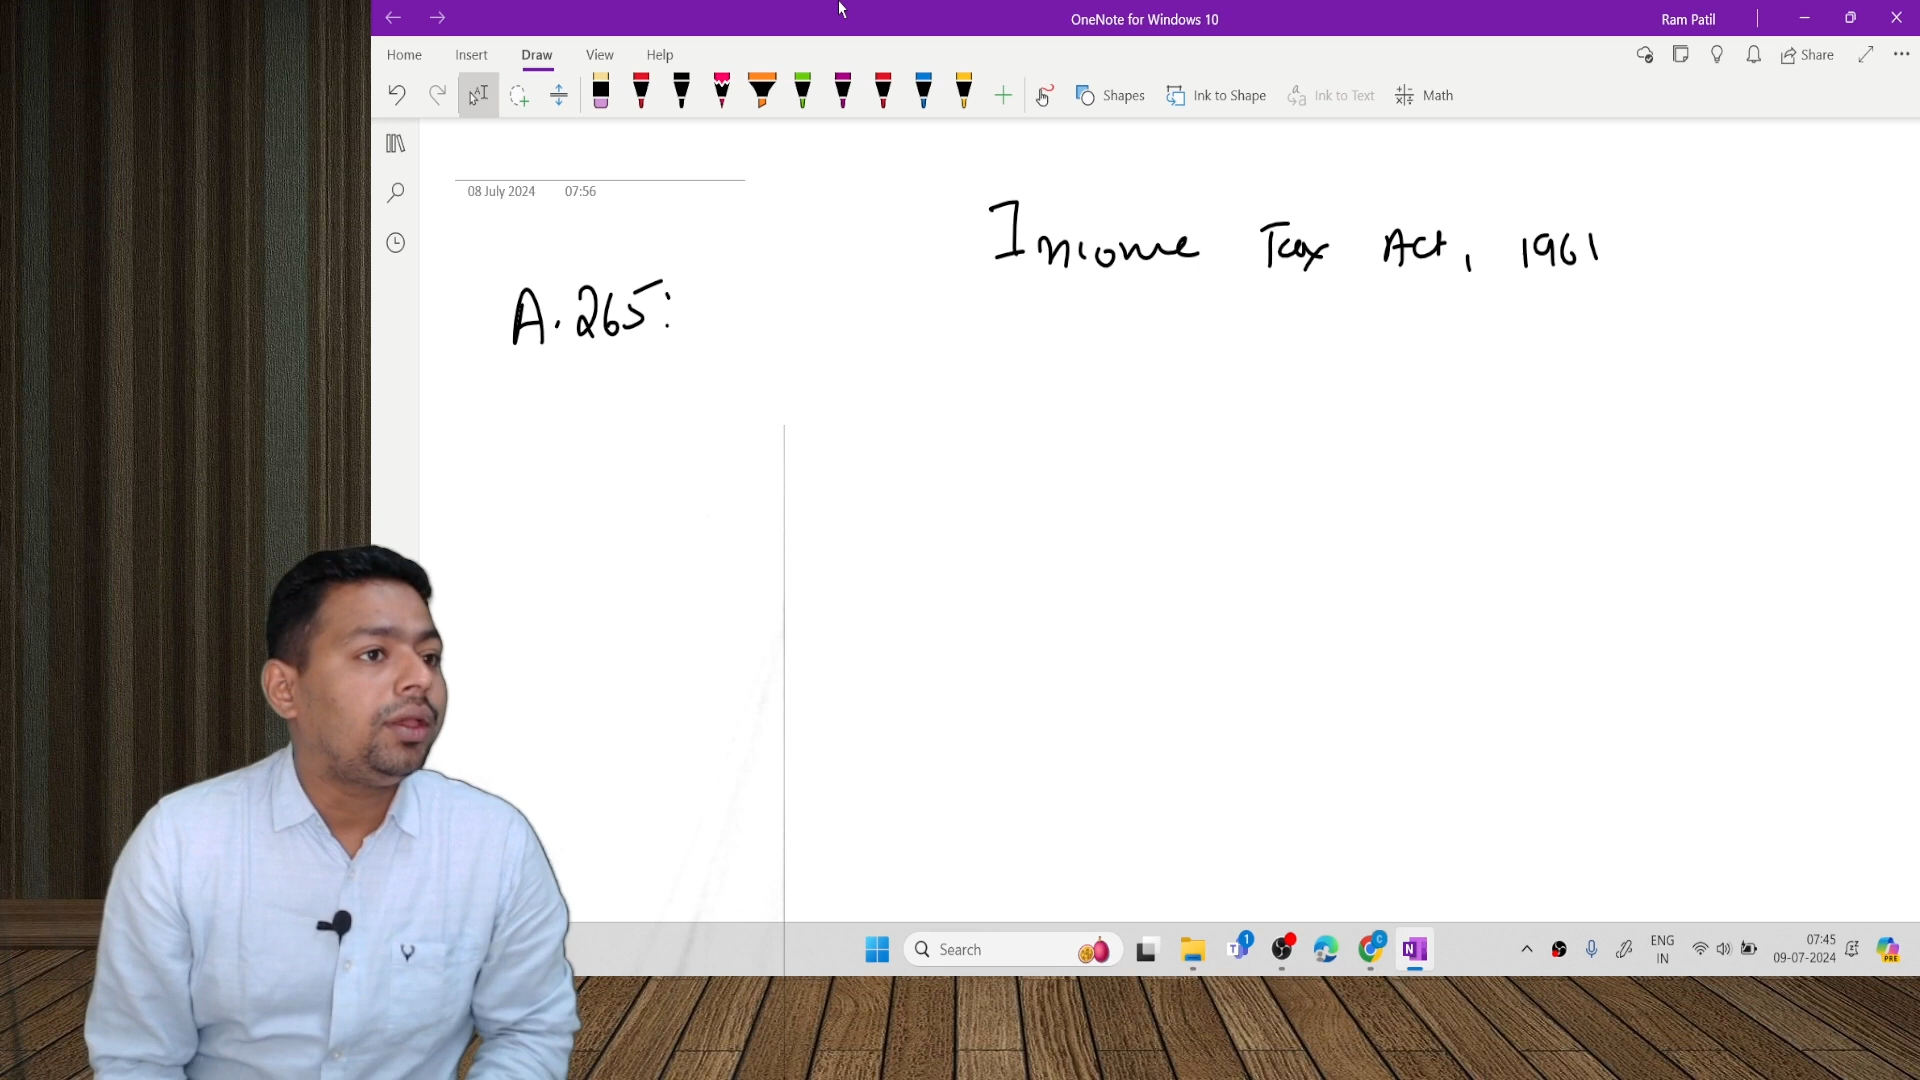 OneNote for Windows 10
Ram Patil
Home Insert Draw View Help
Share
Shapes Ink to Shape Ink to Text Math
08 July 2024 07:56
Income Tax Act, 1961
A. 265:
Search
1
C
N
ENG
IN
07:45
09-07-2024
PRE